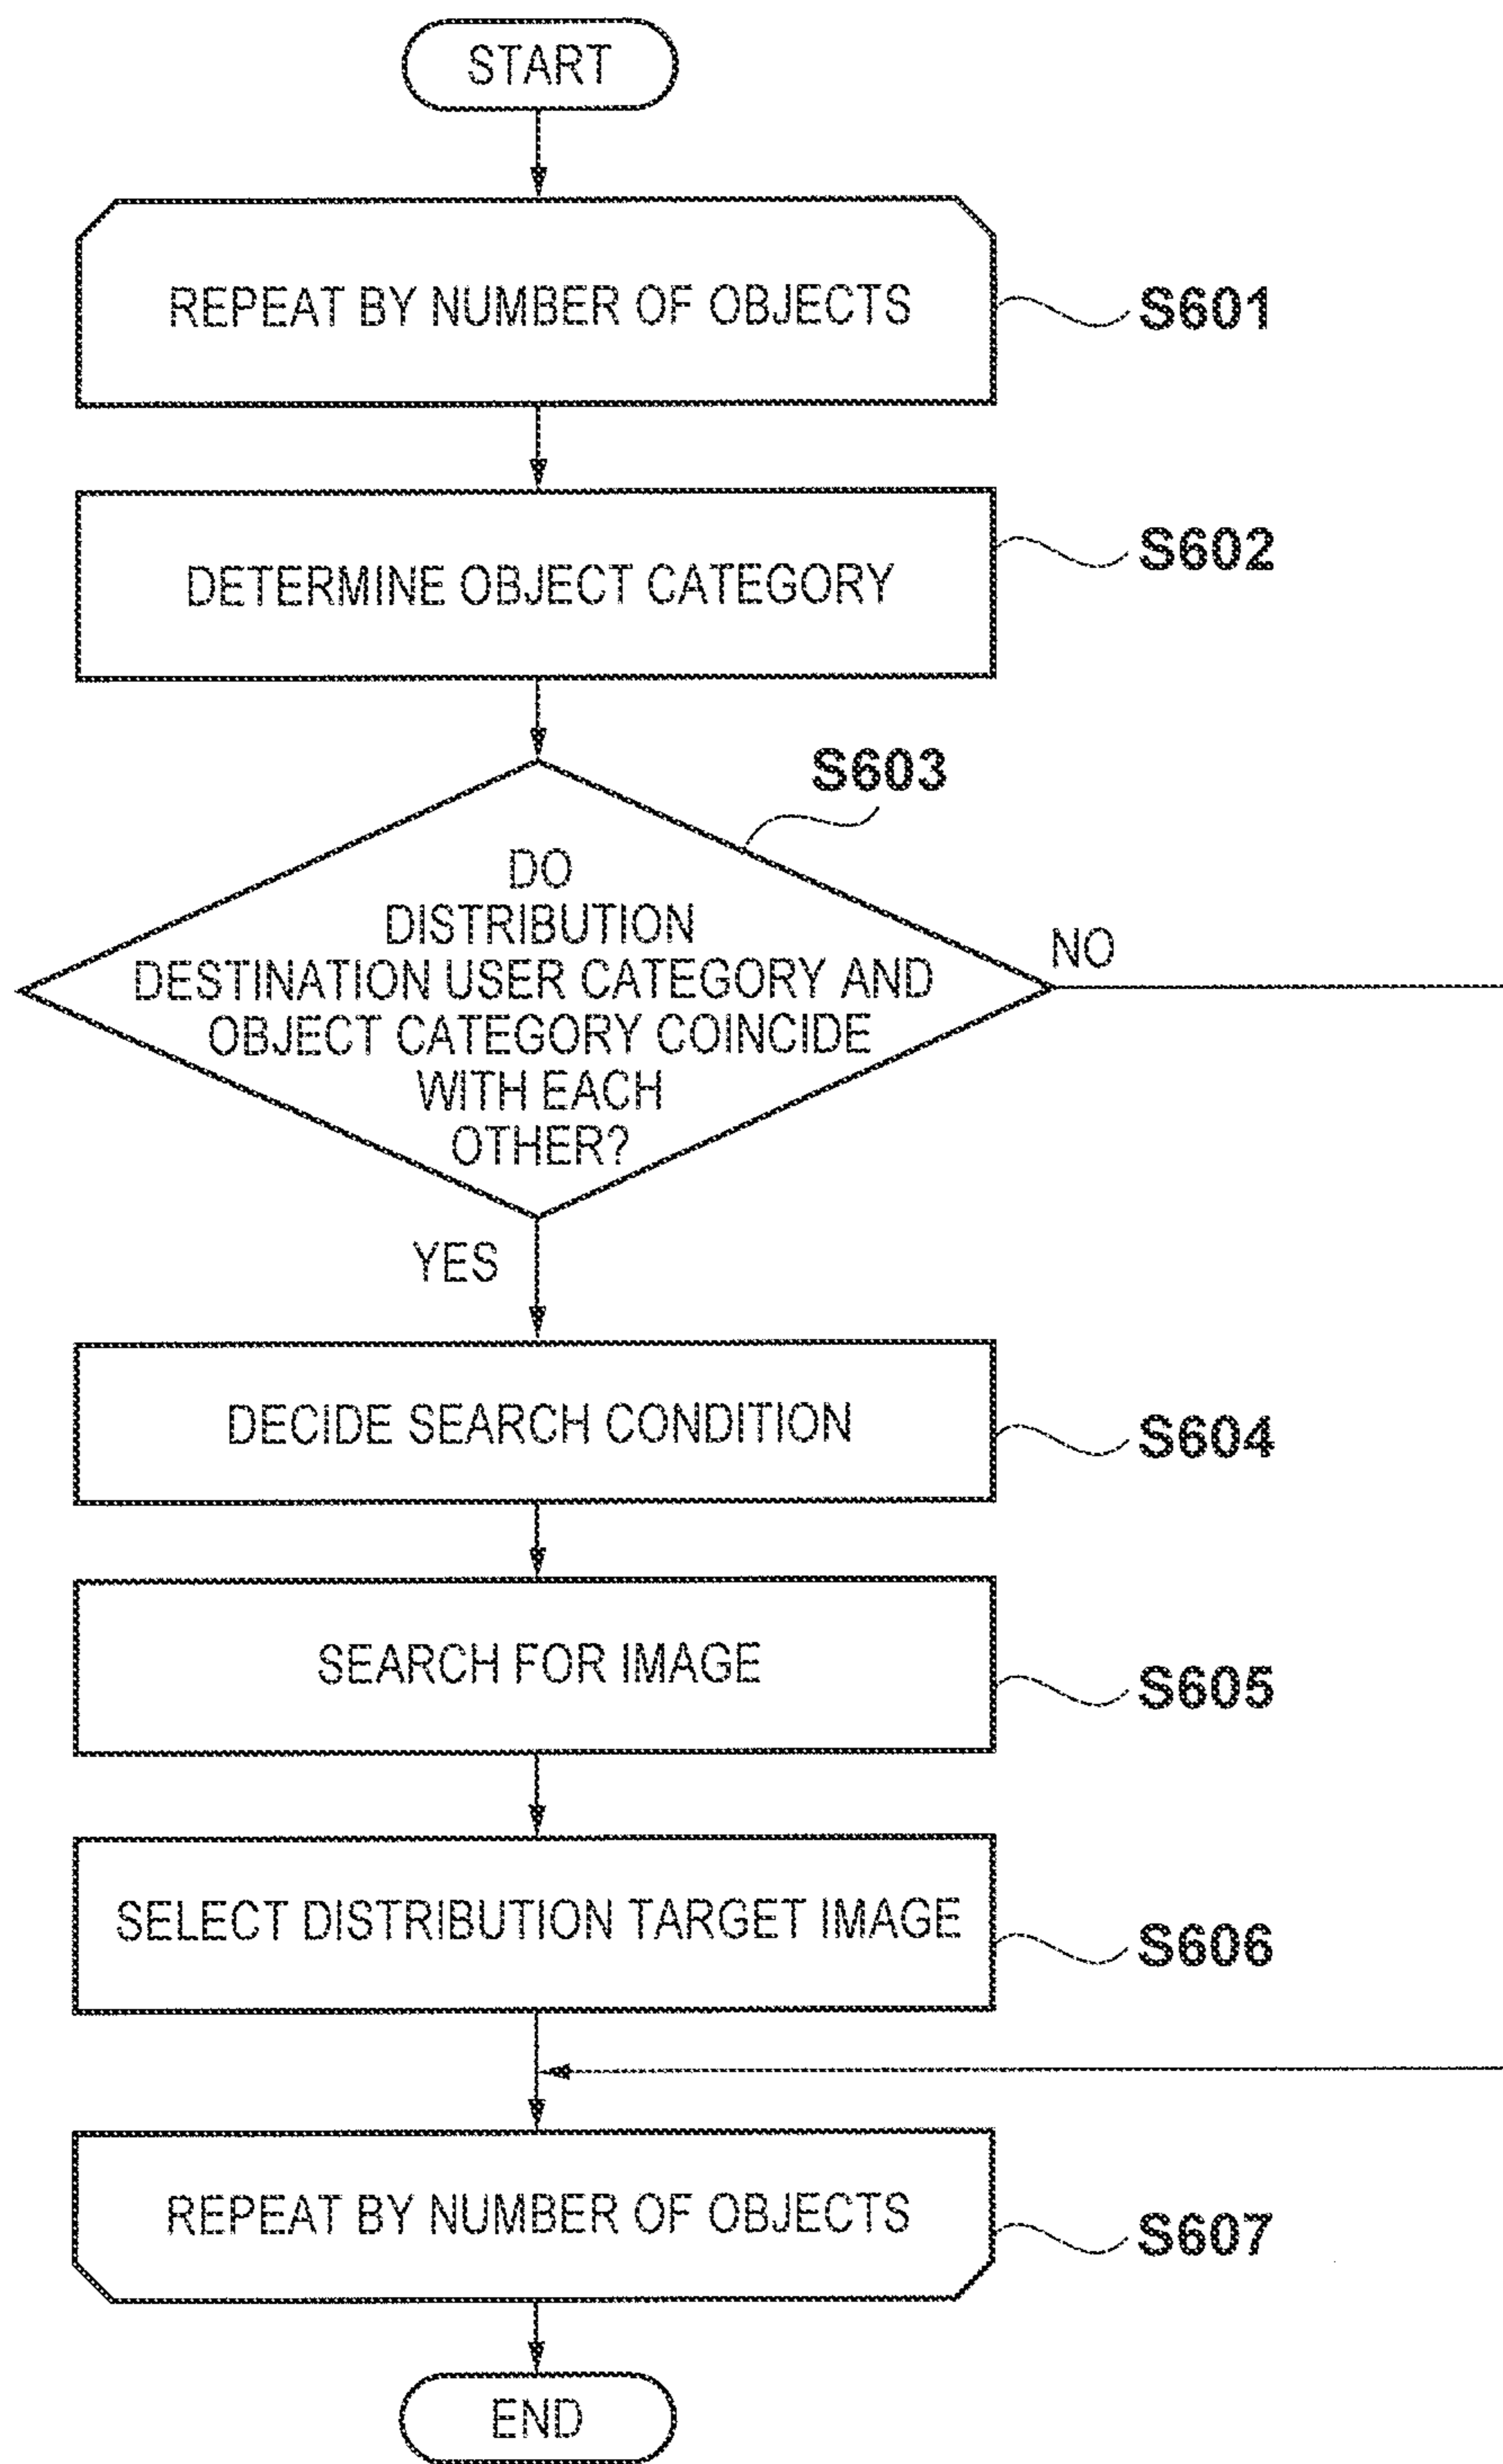 START
REPEAT BY NUMBER OF OBJECTS
S601
DETERMINE OBJECT CATEGORY
S602
S603
DO
DISTRIBUTION
DESTINATION USER CATEGORY AND
OBJECT CATEGORY COINCIDE
WITH EACH
OTHER?
NO
YES
DECIDE SEARCH CONDITION
S604
SEARCH FOR IMAGE
S605
SELECT DISTRIBUTION TARGET IMAGE
S606
REPEAT BY NUMBER OF OBJECTS
S607
END